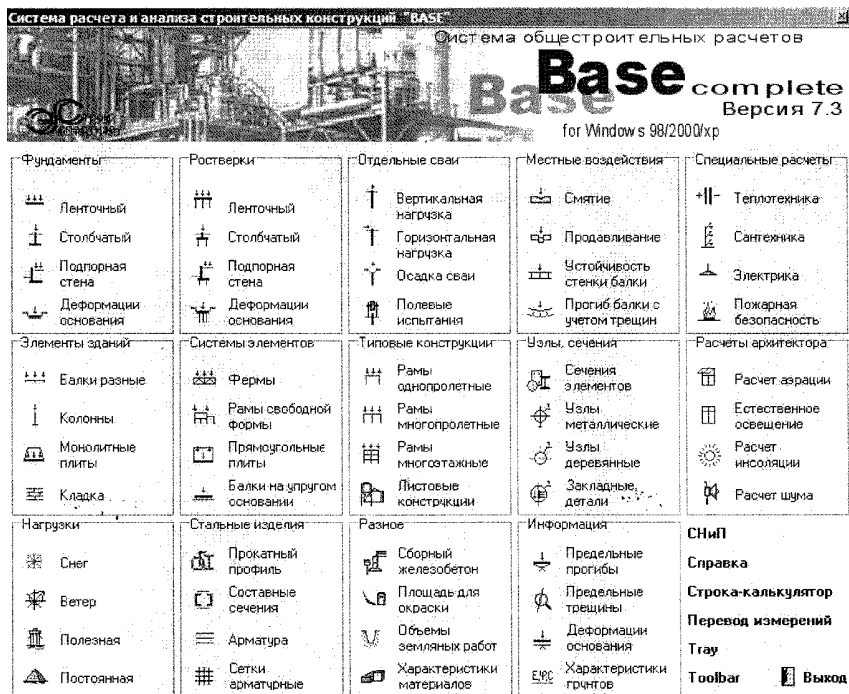 Система расчета и анализа строительных конструкций "BASE"
Система общестроительных расчетов
Base
Base complete
Версия 7.3
for Windows 98/2000/xp
Фундаменты
Ленточный
Столбчатый
Подпорная
стена
Деформации
основания
Ростверки
Ленточный
Столбчатый
Подпорная
стена
Деформации
основания
Отдельные сваи
Вертикальная
нагрузка
Горизонтальная
нагрузка
Осадка сваи
Полевые
испытания
Местные воздействия
Смятие
Продавливание
Устойчивость
стенки балки
Прогиб балки с
учетом трещин
Специальные расчеты
Теплотехника
Сантехника
Электрика
Пожарная
безопасность
Элементы зданий
Балки разные
Колонны
Монолитные
плиты
Кладка
Системы элементов
Фермы
Рамы свободной
формы
Прямоугольные
плиты
Балки на упругом
основании
Типовые конструкции
Рамы
однопролетные
Рамы
многопролетные
Рамы
многоэтажные
Листовые
конструкции
Узлы, сечения
Сечения
элементов
Узлы
металлические
Узлы
деревянные
Закладные
детали
Расчеты архитектора
Расчет аэрации
Естественное
освещение
Расчет
инсоляции
Расчет шума
Нагрузки
Снег
Ветер
Полезная
Постоянная
Стальные изделия
Прокатный
профиль
Составные
сечения
Арматура
Сетки
арматурные
Разное
Сборный
железобетон
Площадь для
окраски
Объемы
земляных работ
Характеристики
материалов
Информация
Предельные
прогибы
Предельные
трещины
Деформации
основания
E,φ,C
Характеристики
грунтов
СНиП
Справка
Строка-калькулятор
Перевод измерений
Tray
Toolbar
Выход